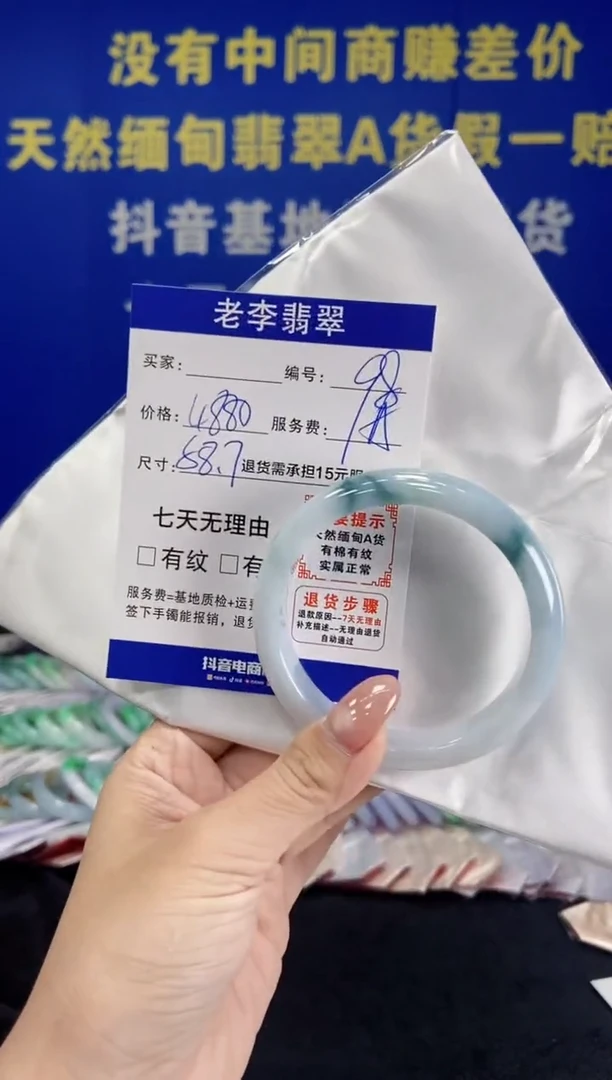 没有中间商赚差价
天然缅甸翡翠A货假一赔
抖音基地 货
老李翡翠
买家: 编号:
价格: 4880 服务费:
尺寸: 58.7 退货需承担15元服
七天无理由
□有纹 □有
服务费=基地质检+运
签下手镯能报销, 退货
提示
然缅甸A货
有棉有纹
实属正常
退货步骤
退款原因--7天无理由
补充描述--无理由退货
自动通过
抖音电商